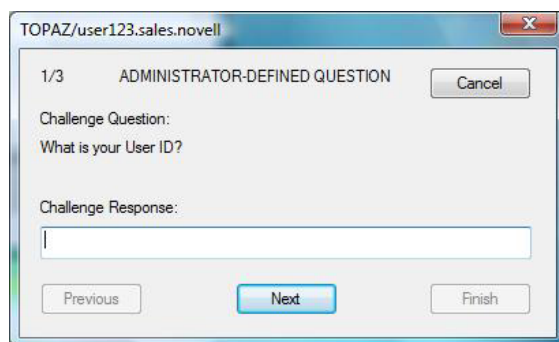 TOPAZ/user123.sales.novell
1/3 ADMINISTRATOR-DEFINED QUESTION Cancel
Challenge Question:
What is your User ID?
Challenge Response:
Previous Next Finish